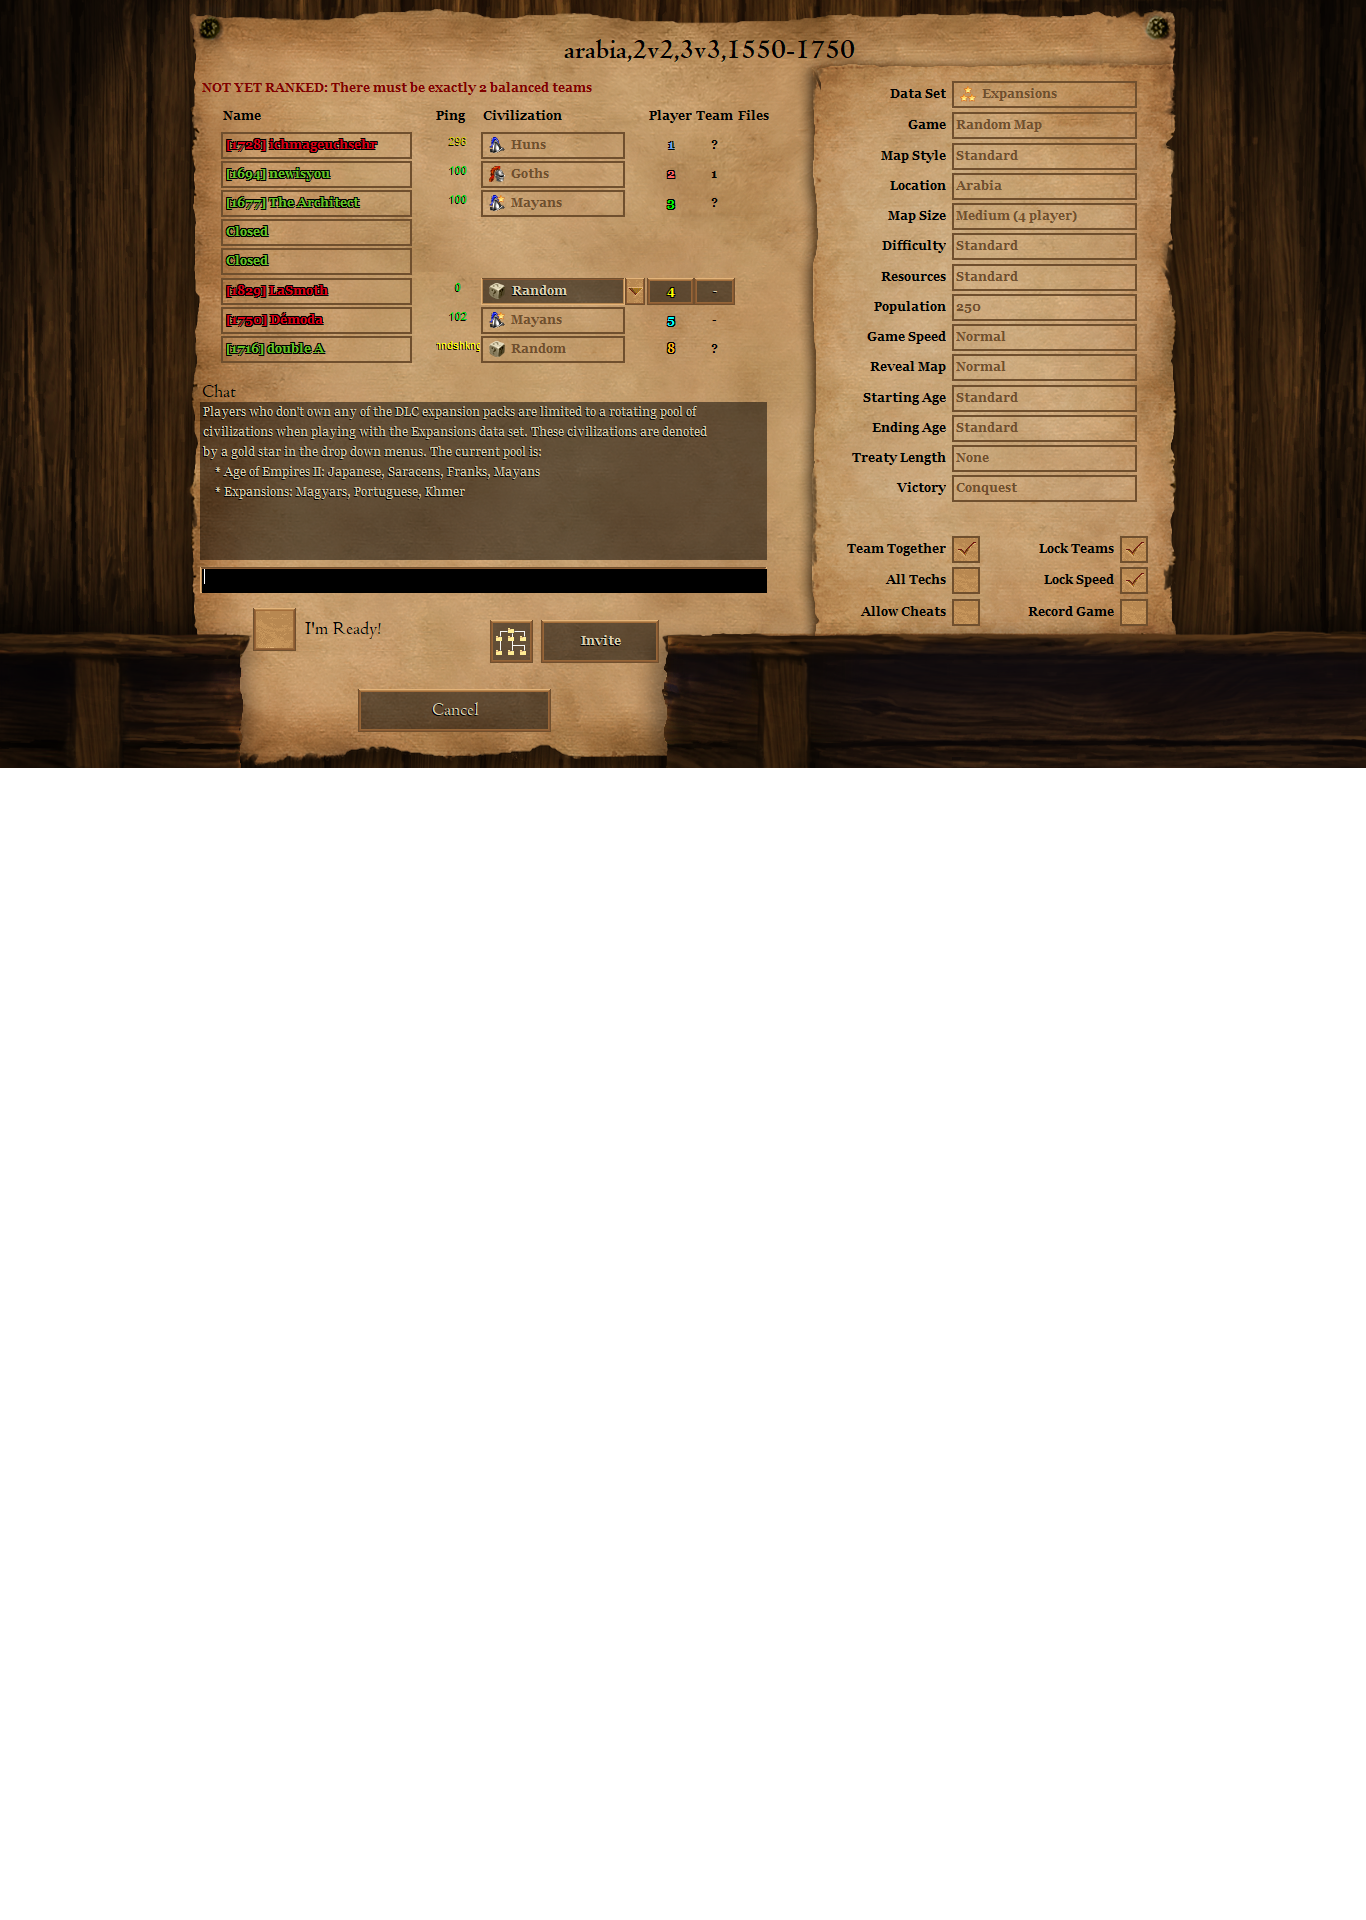 arabia,2v2,3v3,1550-1750
NOT YET RANKED: There must be exactly 2 balanced teams
Name Ping Civilization Player Team Files
[1728] ichmageuchsehr 296 Huns 1 ?
[1694] newisyou 100 Goths 2 1
[1677] The Architect 100 Mayans 3 ?
Closed
Closed
[1829] LaSmoth 0 Random 4 -
[1750] Démoda 102 Mayans 5 -
[1716] double A Random 8 ?
Chat
Players who don't own any of the DLC expansion packs are limited to a rotating pool of
civilizations when playing with the Expansions data set. These civilizations are denoted
by a gold star in the drop down menus. The current pool is:
* Age of Empires II: Japanese, Saracens, Franks, Mayans
* Expansions: Magyars, Portuguese, Khmer
I'm Ready!
Invite
Cancel
Data Set Expansions
Game Random Map
Map Style Standard
Location Arabia
Map Size Medium (4 player)
Difficulty Standard
Resources Standard
Population 250
Game Speed Normal
Reveal Map Normal
Starting Age Standard
Ending Age Standard
Treaty Length None
Victory Conquest
Team Together Lock Teams
All Techs Lock Speed
Allow Cheats Record Game